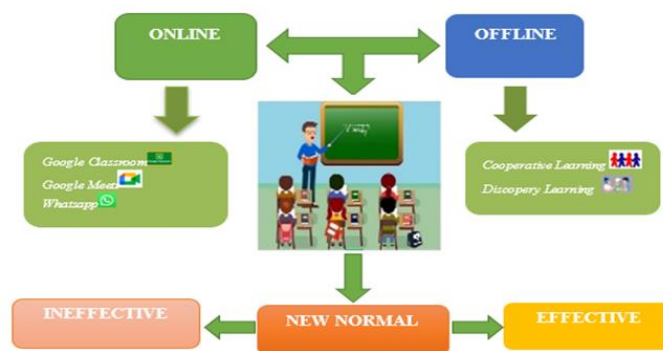 ONLINE
OFFLINE
Google Classroom
Google Meet
Whatsapp
Cooperative Learning
Discopery Learning
INEFFECTIVE
NEW NORMAL
EFFECTIVE